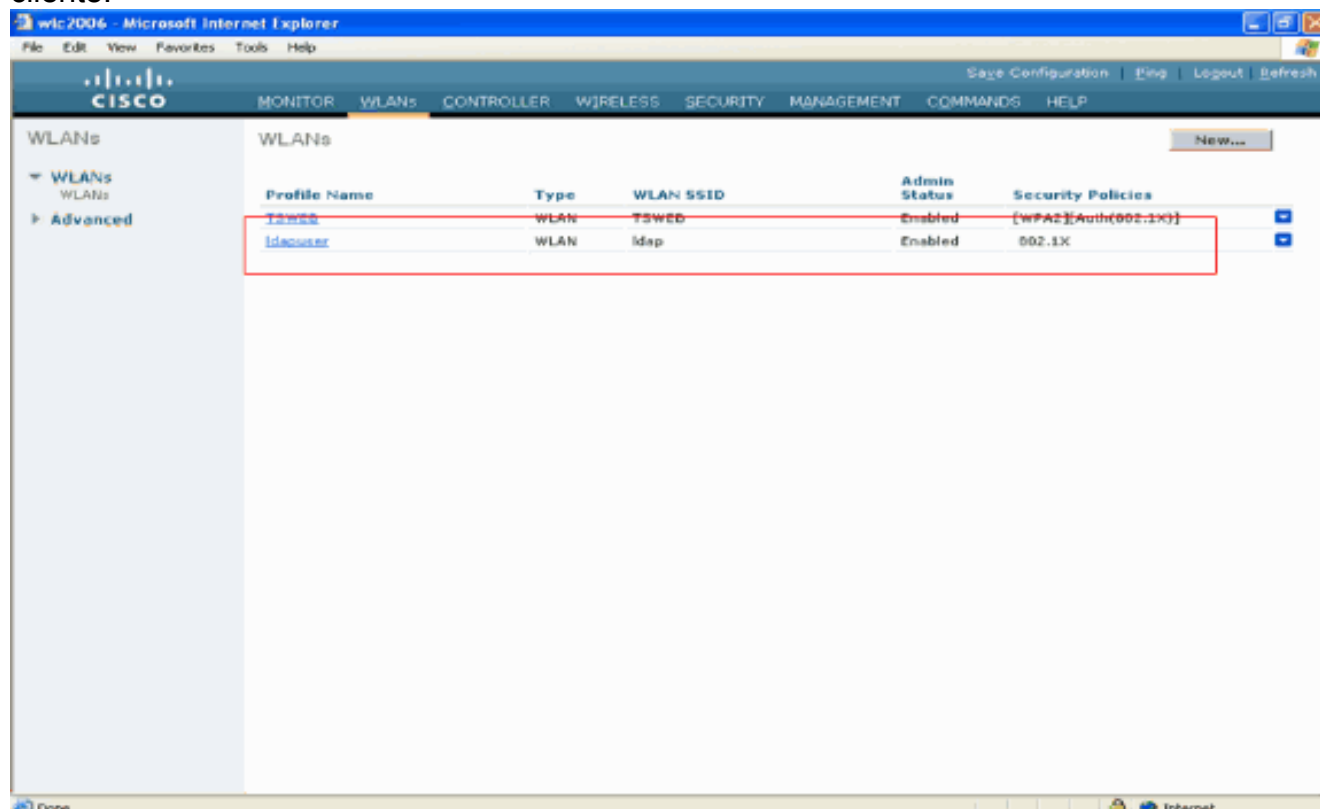 cliente.
wlc2006 - Microsoft Internet Explorer
File Edit View Favorites Tools Help
Save Configuration | Ping | Logout | Refresh
CISCO
MONITOR WLANs CONTROLLER WIRELESS SECURITY MANAGEMENT COMMANDS HELP
WLANs
WLANs
New...
WLANs
WLANs
Advanced
Profile Name Type WLAN SSID Admin Status Security Policies
TSWEB WLAN TSWEB Enabled [WPA2][Auth(802.1X)]
ldapuser WLAN ldap Enabled 802.1X
Done
Internet